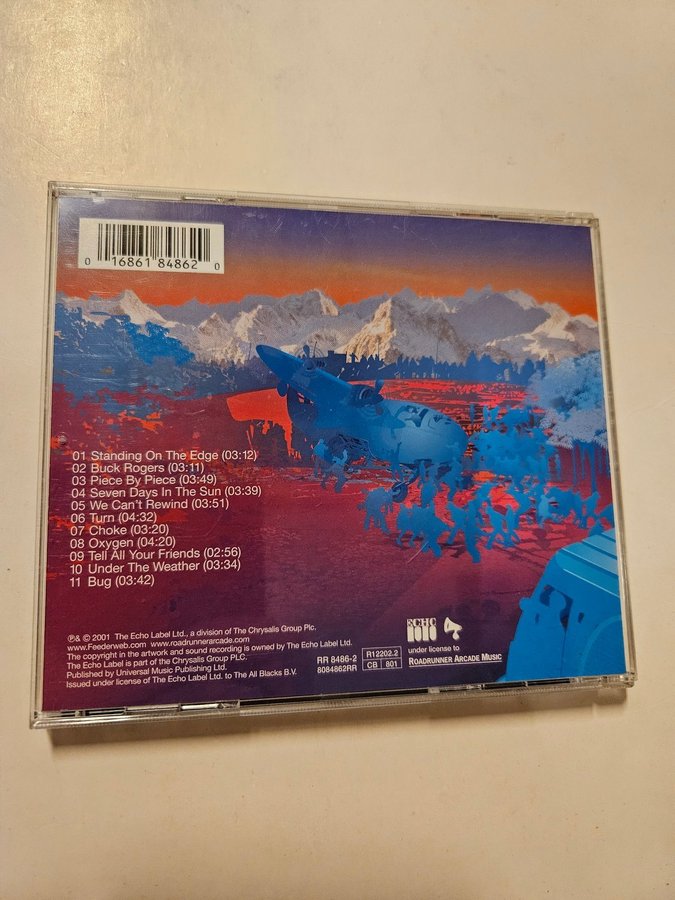 0 16861 84862 0
01 Standing On The Edge (03:12)
02 Buck Rogers (03:11)
03 Piece By Piece (03:49)
04 Seven Days In The Sun (03:39)
05 We Can't Rewind (03:51)
06 Turn (04:32)
07 Choke (03:20)
08 Oxygen (04:20)
09 Tell All Your Friends (02:56)
10 Under The Weather (03:34)
11 Bug (03:42)
℗& © 2001 The Echo Label Ltd., a division of The Chrysalis Group Plc.
www.Feederweb.com www.roadrunnerarcade.com
The copyright in the artwork and sound recording is owned by The Echo Label Ltd.
The Echo Label is part of the Chrysalis Group PLC.
Published by Universal Music Publishing Ltd.
Issued under license of The Echo Label Ltd. to The All Blacks B.V.
RR 8486-2
8084862RR
R12202.2
CB 801
ECHO
under license to
ROADRUNNER ARCADE MUSIC